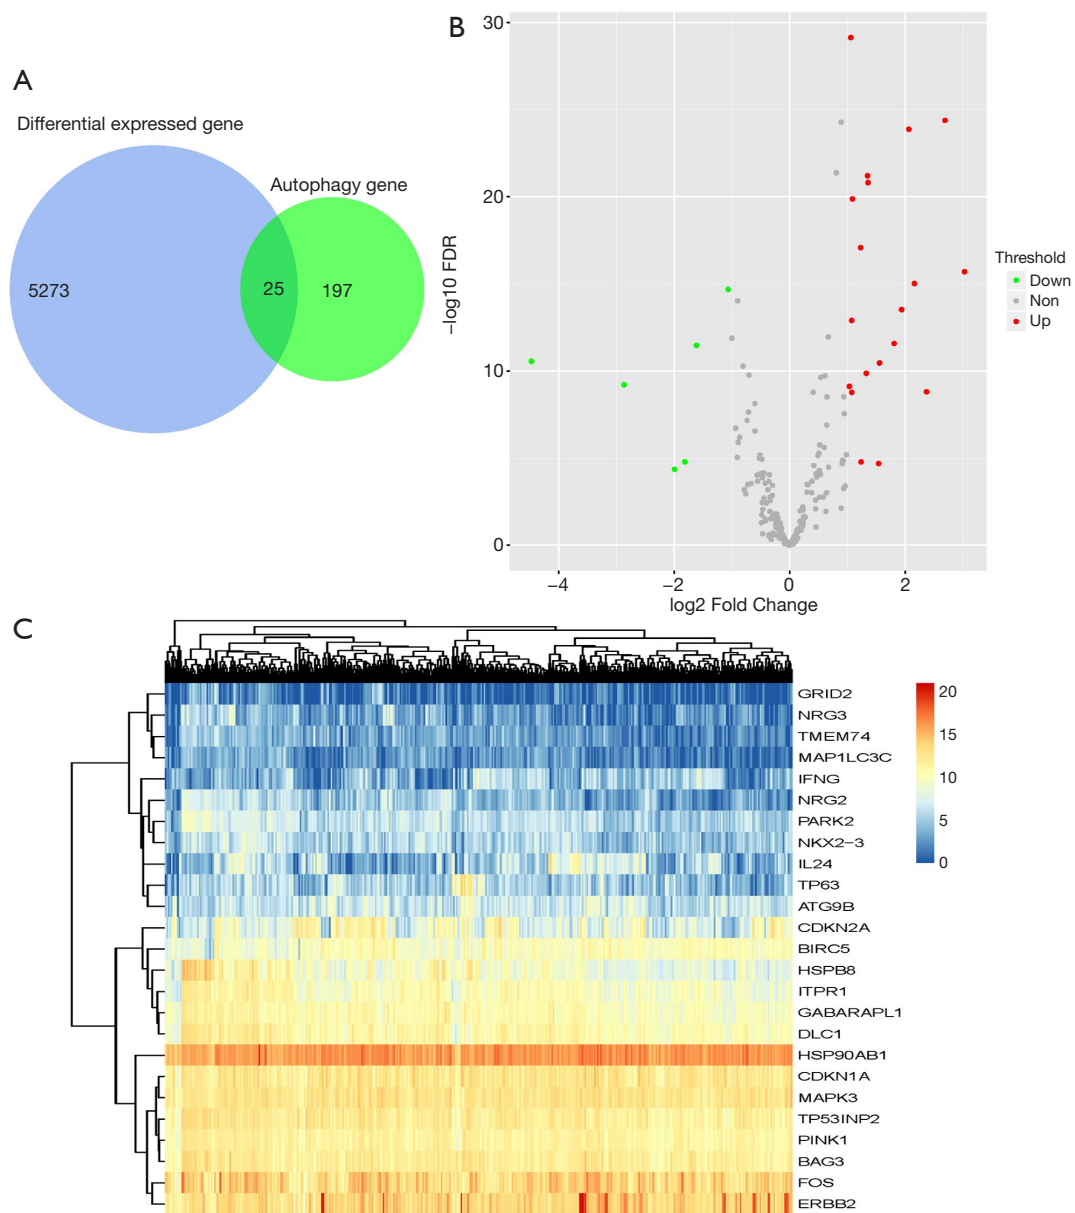 A
Differential expressed gene
Autophagy gene
5273
25
197
B
30
20
10
0
−log10 FDR
−4
−2
0
2
log2 Fold Change
Threshold
Down
Non
Up
C
GRID2
NRG3
TMEM74
MAP1LC3C
IFNG
NRG2
PARK2
NKX2−3
IL24
TP63
ATG9B
CDKN2A
BIRC5
HSPB8
ITPR1
GABARAPL1
DLC1
HSP90AB1
CDKN1A
MAPK3
TP53INP2
PINK1
BAG3
FOS
ERBB2
20
15
10
5
0